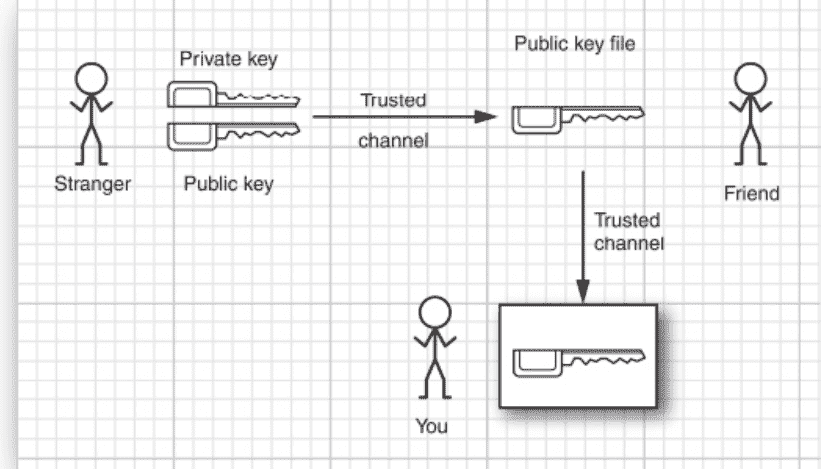 Private key
Public key file
Trusted
channel
Stranger
Public key
Friend
Trusted
channel
You